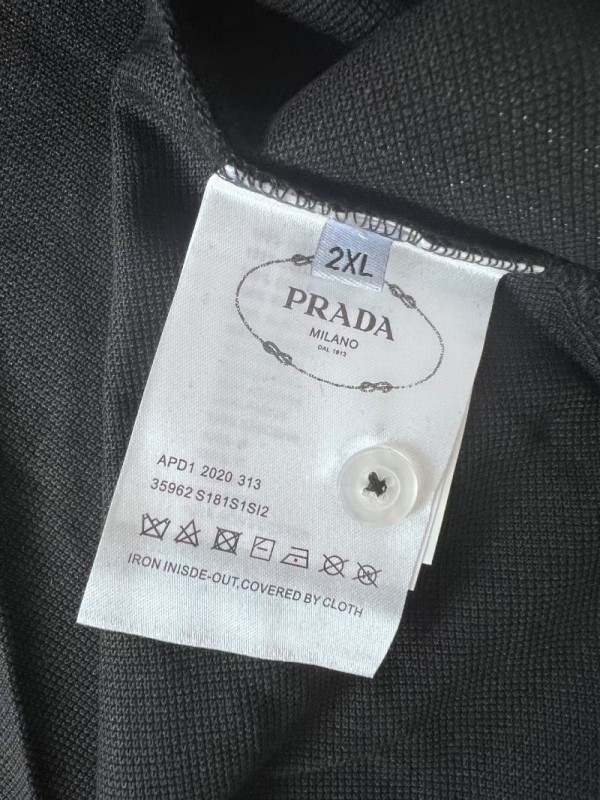 2XL
PRADA
MILANO
DAL 1913
APD1 2020 313
35962 S181S1SI2
IRON INISDE-OUT,COVERED BY CLOTH